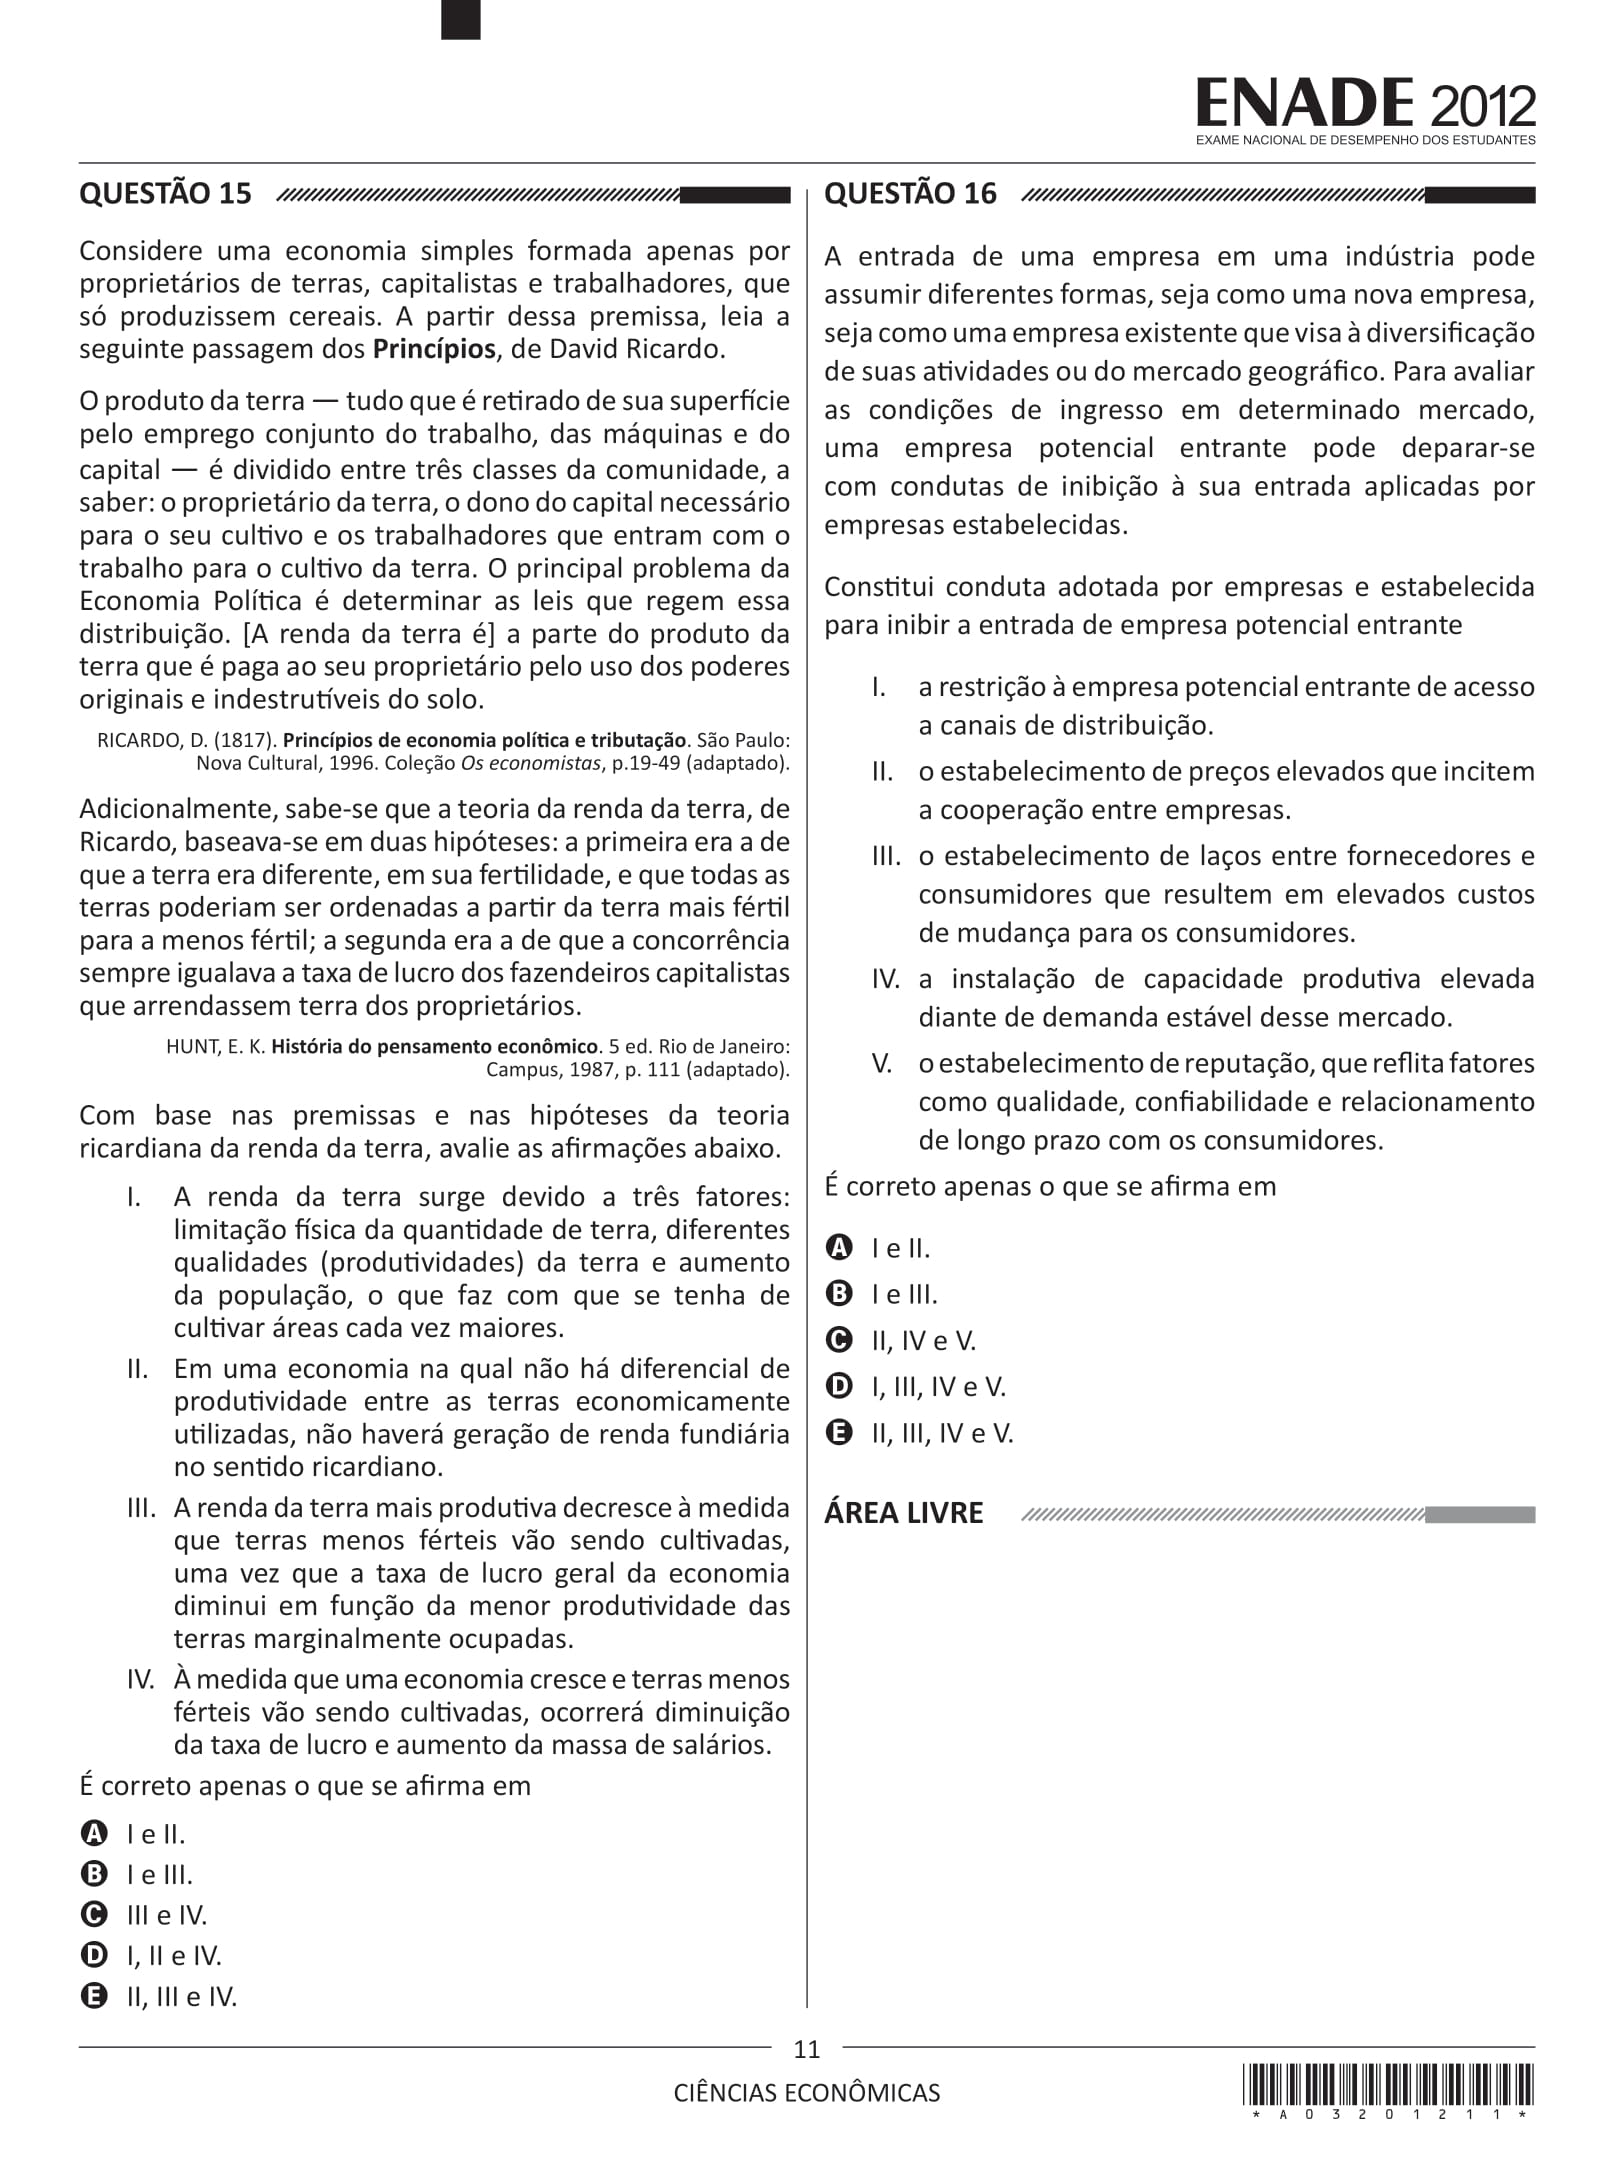 ENADE 2012
EXAME NACIONAL DE DESEMPENHO DOS ESTUDANTES
QUESTÃO 15
Considere uma economia simples formada apenas por
proprietários de terras, capitalistas e trabalhadores, que
só produzissem cereais. A partir dessa premissa, leia a
seguinte passagem dos Princípios, de David Ricardo.
O produto da terra — tudo que é retirado de sua superfície
pelo emprego conjunto do trabalho, das máquinas e do
capital — é dividido entre três classes da comunidade, a
saber: o proprietário da terra, o dono do capital necessário
para o seu cultivo e os trabalhadores que entram com o
trabalho para o cultivo da terra. O principal problema da
Economia Política é determinar as leis que regem essa
distribuição. [A renda da terra é] a parte do produto da
terra que é paga ao seu proprietário pelo uso dos poderes
originais e indestrutíveis do solo.
RICARDO, D. (1817). Princípios de economia política e tributação. São Paulo:
Nova Cultural, 1996. Coleção Os economistas, p.19-49 (adaptado).
Adicionalmente, sabe-se que a teoria da renda da terra, de
Ricardo, baseava-se em duas hipóteses: a primeira era a de
que a terra era diferente, em sua fertilidade, e que todas as
terras poderiam ser ordenadas a partir da terra mais fértil
para a menos fértil; a segunda era a de que a concorrência
sempre igualava a taxa de lucro dos fazendeiros capitalistas
que arrendassem terra dos proprietários.
HUNT, E. K. História do pensamento econômico. 5 ed. Rio de Janeiro:
Campus, 1987, p. 111 (adaptado).
Com base nas premissas e nas hipóteses da teoria
ricardiana da renda da terra, avalie as afirmações abaixo.
I. A renda da terra surge devido a três fatores:
limitação física da quantidade de terra, diferentes
qualidades (produtividades) da terra e aumento
da população, o que faz com que se tenha de
cultivar áreas cada vez maiores.
II. Em uma economia na qual não há diferencial de
produtividade entre as terras economicamente
utilizadas, não haverá geração de renda fundiária
no sentido ricardiano.
III. A renda da terra mais produtiva decresce à medida
que terras menos férteis vão sendo cultivadas,
uma vez que a taxa de lucro geral da economia
diminui em função da menor produtividade das
terras marginalmente ocupadas.
IV. À medida que uma economia cresce e terras menos
férteis vão sendo cultivadas, ocorrerá diminuição
da taxa de lucro e aumento da massa de salários.
É correto apenas o que se afirma em
A I e II.
B I e III.
C III e IV.
D I, II e IV.
E II, III e IV.
QUESTÃO 16
A entrada de uma empresa em uma indústria pode
assumir diferentes formas, seja como uma nova empresa,
seja como uma empresa existente que visa à diversificação
de suas atividades ou do mercado geográfico. Para avaliar
as condições de ingresso em determinado mercado,
uma empresa potencial entrante pode deparar-se
com condutas de inibição à sua entrada aplicadas por
empresas estabelecidas.
Constitui conduta adotada por empresas e estabelecida
para inibir a entrada de empresa potencial entrante
I. a restrição à empresa potencial entrante de acesso
a canais de distribuição.
II. o estabelecimento de preços elevados que incitem
a cooperação entre empresas.
III. o estabelecimento de laços entre fornecedores e
consumidores que resultem em elevados custos
de mudança para os consumidores.
IV. a instalação de capacidade produtiva elevada
diante de demanda estável desse mercado.
V. o estabelecimento de reputação, que reflita fatores
como qualidade, confiabilidade e relacionamento
de longo prazo com os consumidores.
É correto apenas o que se afirma em
A I e II.
B I e III.
C II, IV e V.
D I, III, IV e V.
E II, III, IV e V.
ÁREA LIVRE
11
CIÊNCIAS ECONÔMICAS
* A 0 3 2 0 1 2 1 1 *